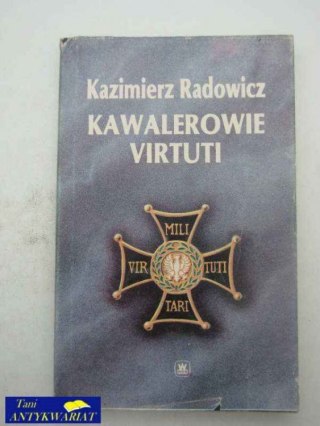 Kazimierz Radowicz
KAWALEROWIE
VIRTUTI
MILI
VIR TUTI
TARI
Tani
ANTYKWARIAT